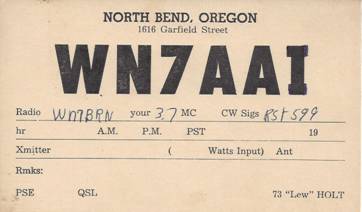 NORTH BEND, OREGON
1616 Garfield Street
WN7AAI
Radio WN7BRN your 3.7 MC CW Sigs RST 599
hr A.M. P.M. PST 19
Xmitter ( Watts Input) Ant
Rmks:
PSE QSL 73 "Lew" HOLT